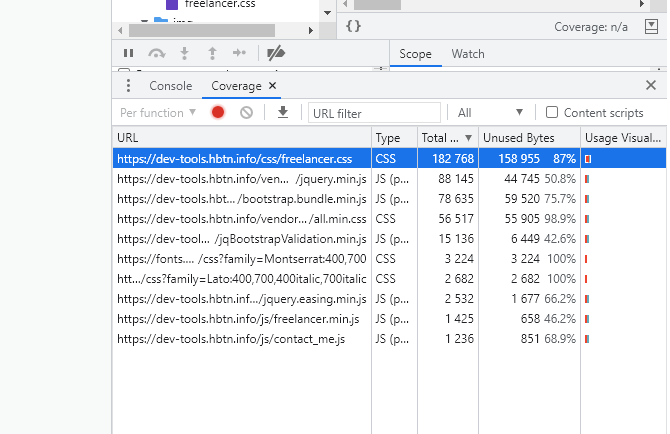 freelancer.css
img
{ }
Coverage: n/a
Scope Watch
Console Coverage ×
Per function URL filter All Content scripts
URL Type Total ... Unused Bytes Usage Visual...
https://dev-tools.hbtn.info/css/freelancer.css CSS 182 768 158 955 87%
https://dev-tools.hbtn.info/ven... /jquery.min.js JS (p... 88 145 44 745 50.8%
https://dev-tools.hbt... /bootstrap.bundle.min.js JS (p... 78 635 59 520 75.7%
https://dev-tools.hbtn.info/vendor... /all.min.css CSS 56 517 55 905 98.9%
https://dev-tool... /jqBootstrapValidation.min.js JS (p... 15 136 6 449 42.6%
https://fonts.... /css?family=Montserrat:400,700 CSS 3 224 3 224 100%
htt.../css?family=Lato:400,700,400italic,700italic CSS 2 682 2 682 100%
https://dev-tools.hbtn.inf... /jquery.easing.min.js JS (p... 2 532 1 677 66.2%
https://dev-tools.hbtn.info/js/freelancer.min.js JS (p... 1 425 658 46.2%
https://dev-tools.hbtn.info/js/contact_me.js JS (p... 1 236 851 68.9%